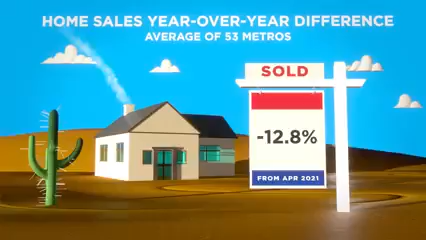 HOME SALES YEAR-OVER-YEAR DIFFERENCE
AVERAGE OF 53 METROS
SOLD
-12.8%
FROM APR 2021